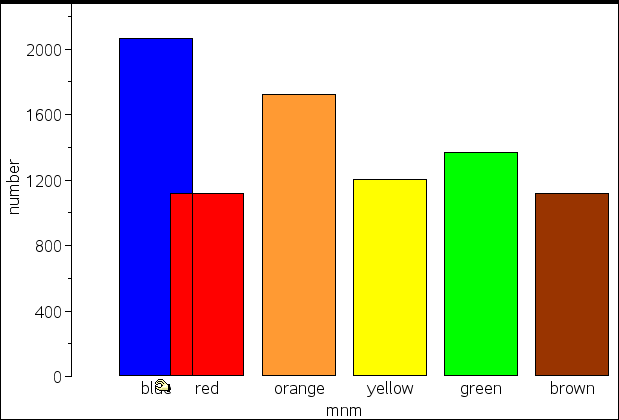 2000
1600
1200
800
400
0
number
red
orange
yellow
green
brown
mnm